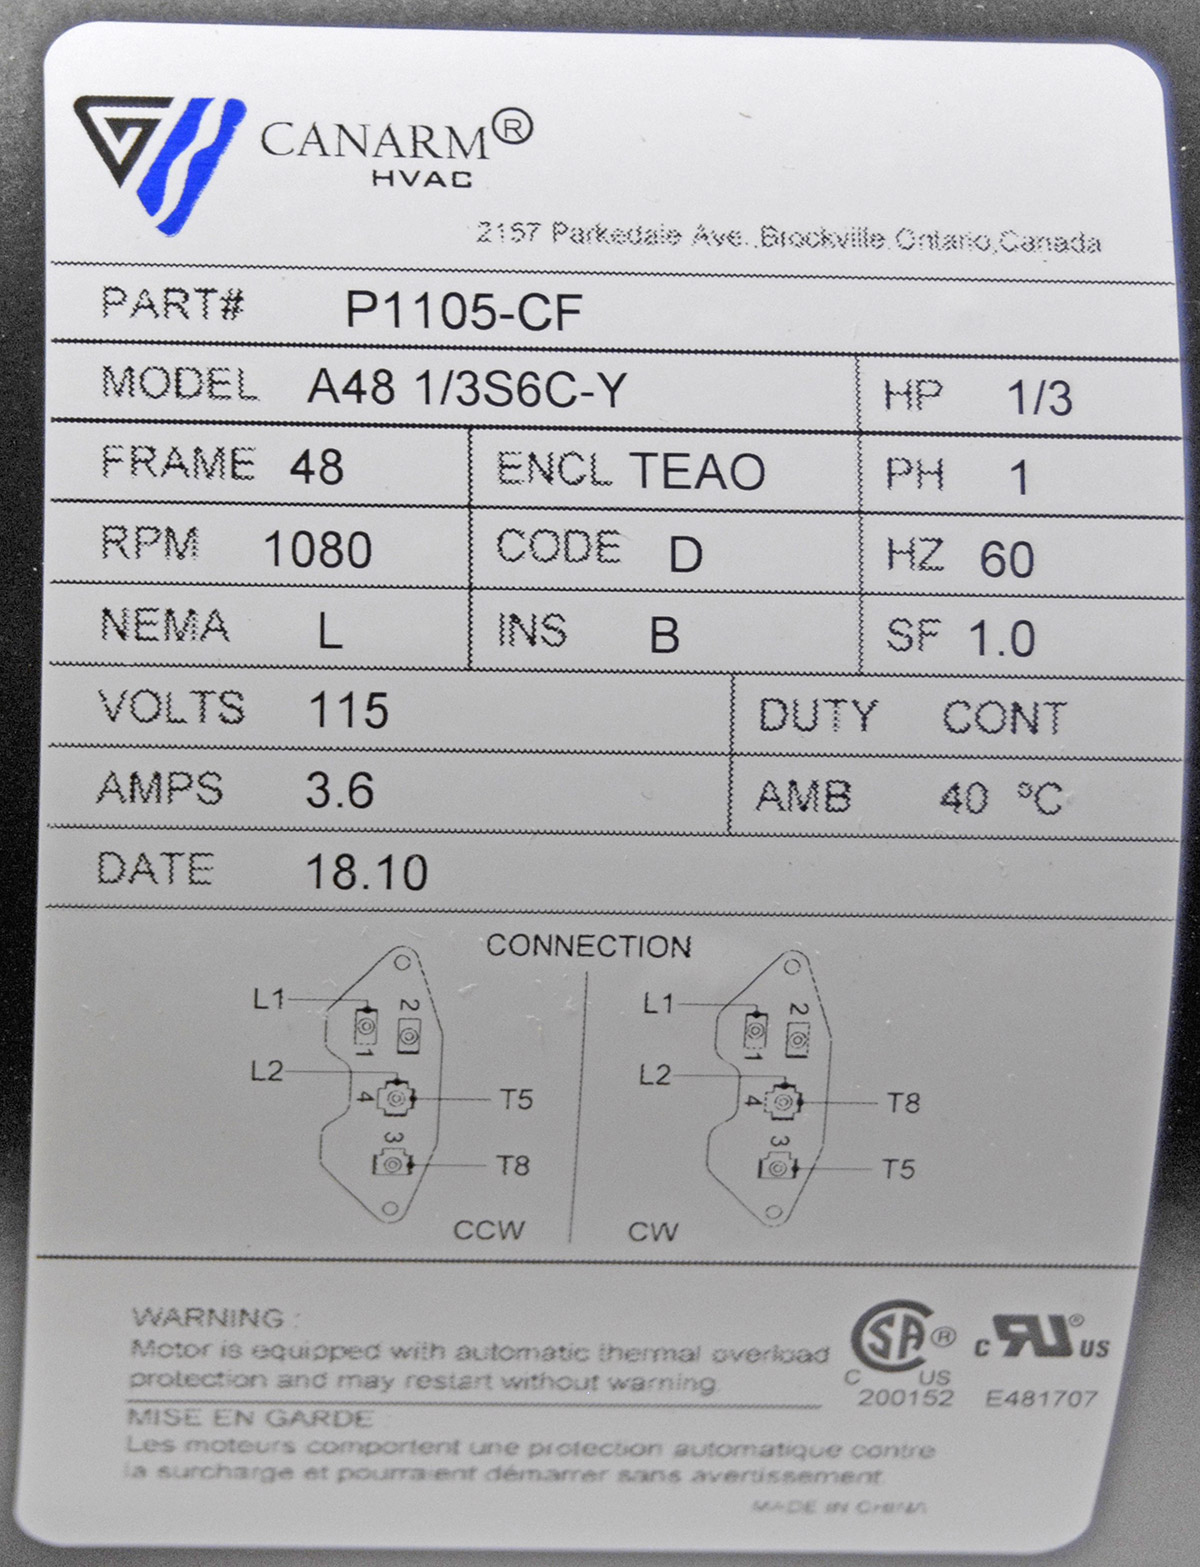 CANARM®
HVAC
2157 Parkedale Ave. Brockville Ontario, Canada
PART# P1105-CF
MODEL A48 1/3S6C-Y HP 1/3
FRAME 48 ENCL TEAO PH 1
RPM 1080 CODE D HZ 60
NEMA L INS B SF 1.0
VOLTS 115 DUTY CONT
AMPS 3.6 AMB 40 °C
DATE 18.10
CONNECTION
L1 2 L1 2
1 1
L2 4 T5 L2 4 T8
3 T8 3 T5
CCW CW
WARNING :
Motor is equipped with automatic thermal overload
protection and may restart without warning.
MISE EN GARDE
Les moteurs comportent une protection automatique contre
la surcharge et pourraient démarrer sans avertissement.
SA ® C US
200152
c RU ® US
E481707
MADE IN CHINA